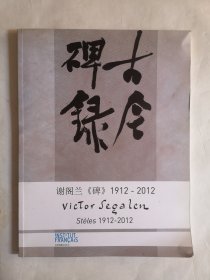 古今
碑錄
谢阁兰《碑》1912 - 2012
Victor Segalen
Stèles 1912-2012
INSTITUT
FRANÇAIS